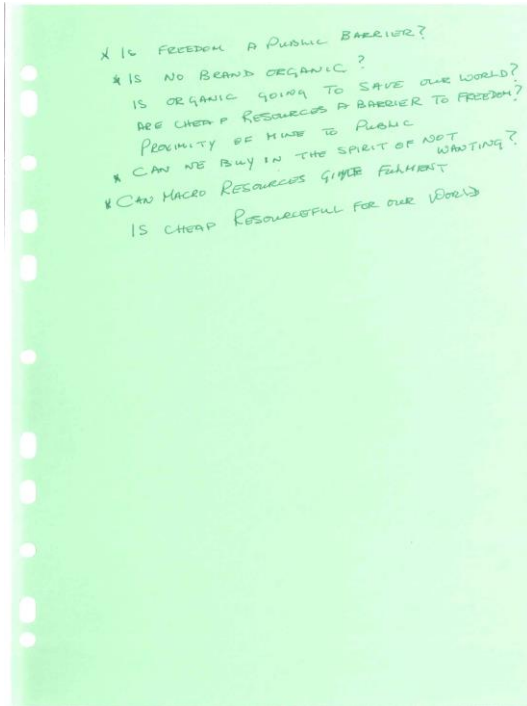 * IS FREEDOM A PUBLIC BARRIER?
* IS NO BRAND ORGANIC?
IS ORGANIC GOING TO SAVE OUR WORLD?
ARE CHEAP RESOURCES A BARRIER TO FREEDOM?
PROXIMITY OF MINE TO PUBLIC
* CAN WE BUY IN THE SPIRIT OF NOT WANTING?
* CAN MACRO RESOURCES GIVE FULMENT
IS CHEAP RESOURCEFUL FOR OUR WORLD